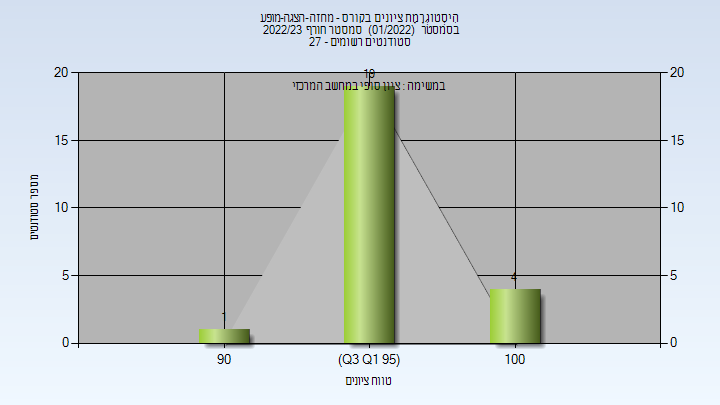 היסטוגרמת ציונים בקורס - מחזה-הצגה-מופע
בסמסטר (01/2022) סמסטר חורף 2022/23
סטודנטים רשומים - 27
במשימה : ציון סופי במחשב המרכזי
20
15
10
5
0
20
15
10
5
0
19
1
4
מספר סטודנטים
90
(Q3 Q1 95)
100
טווח ציונים